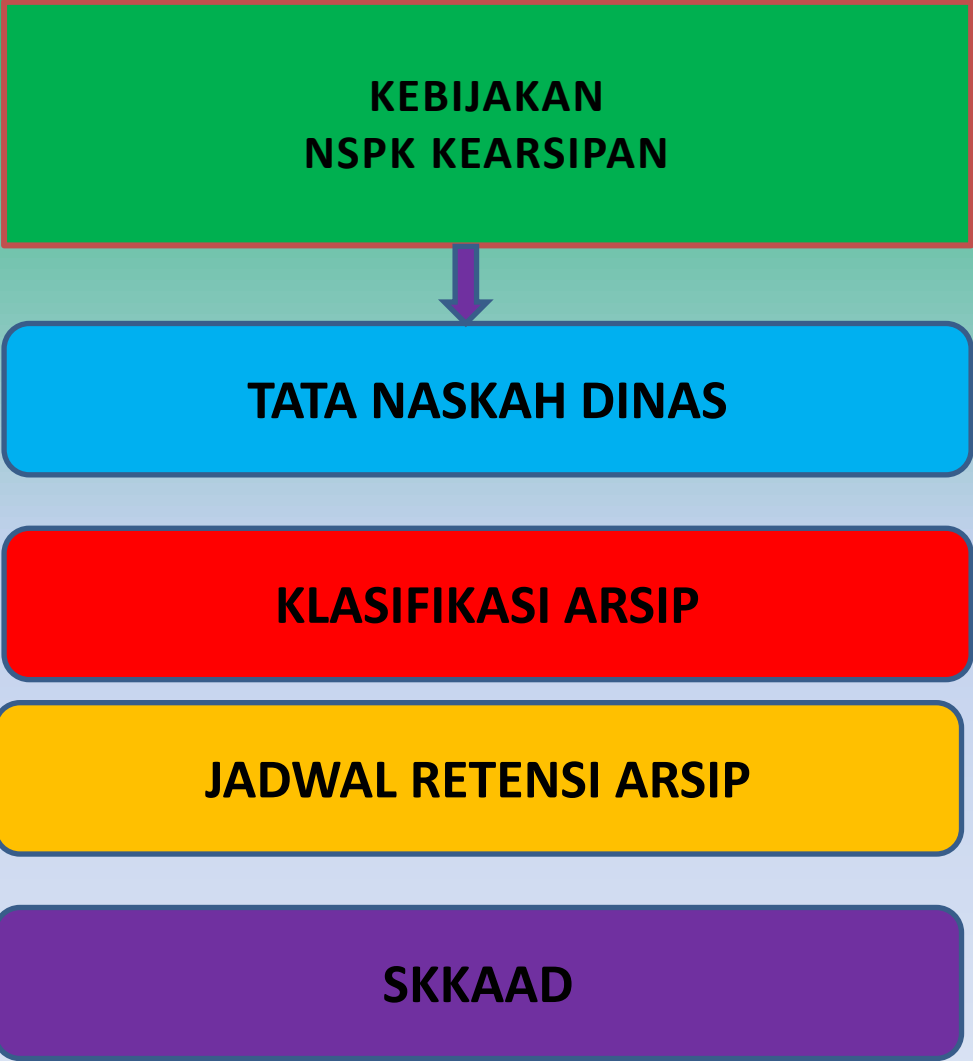 KEBIJAKAN
NSPK KEARSIPAN
TATA NASKAH DINAS
KLASIFIKASI ARSIP
JADWAL RETENSI ARSIP
SKKAAD